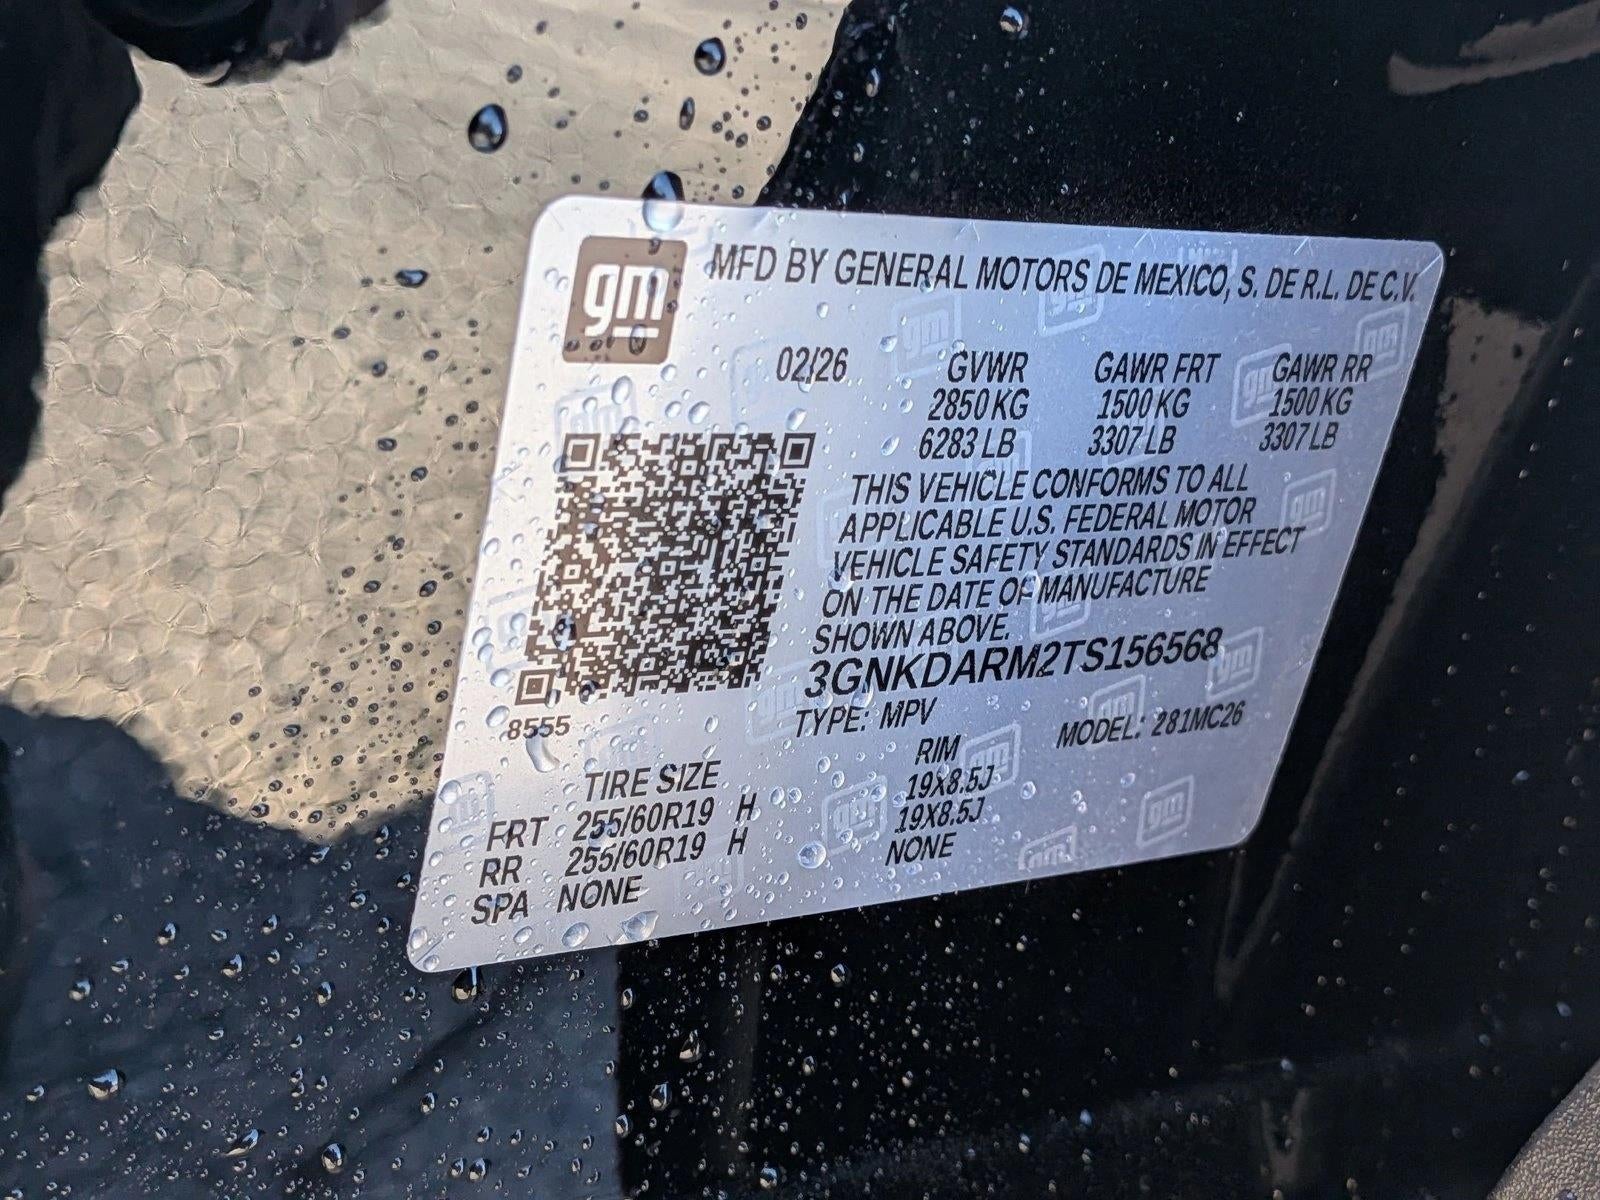 gm
MFD BY GENERAL MOTORS DE MEXICO, S. DE R.L. DE C.V.
02/26 GVWR GAWR FRT GAWR RR
2850 KG 1500 KG 1500 KG
6283 LB 3307 LB 3307 LB
THIS VEHICLE CONFORMS TO ALL
APPLICABLE U.S. FEDERAL MOTOR
VEHICLE SAFETY STANDARDS IN EFFECT
ON THE DATE OF MANUFACTURE
SHOWN ABOVE.
3GNKDARM2TS156568
8555 TYPE: MPV MODEL: 281MC26
TIRE SIZE RIM
FRT 255/60R19 H 19X8.5J
RR 255/60R19 H 19X8.5J
SPA NONE NONE